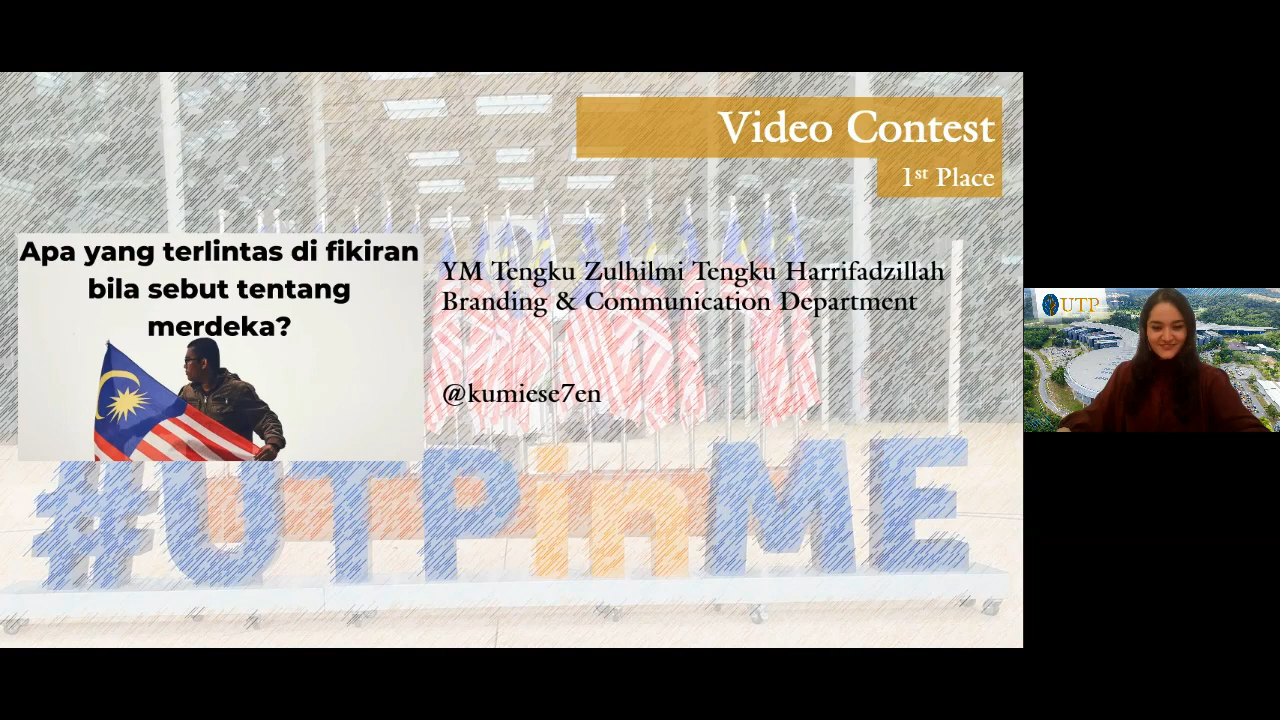 Video Contest
1st Place
Apa yang terlintas di fikiran
bila sebut tentang
merdeka?
YM Tengku Zulhilmi Tengku Harrifadzillah
Branding & Communication Department
@kumiese7en
#UTPinME
UTP